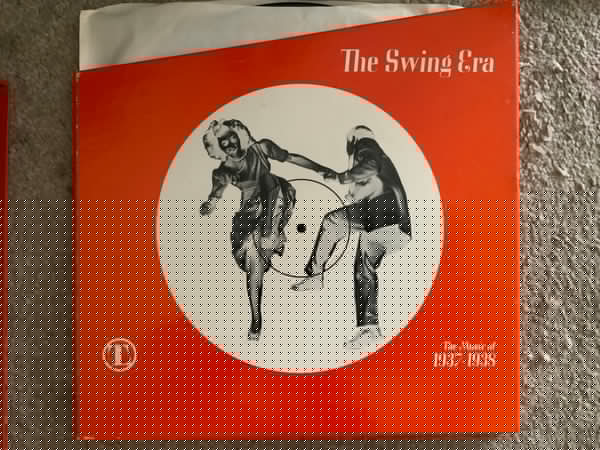 The Swing Era
The Music of
1937-1938